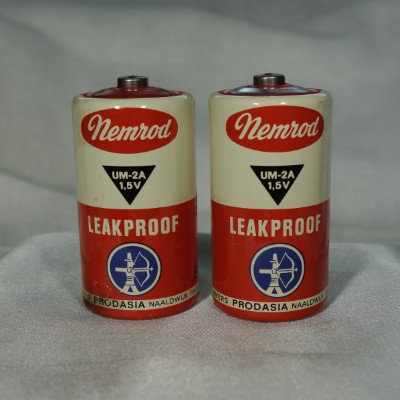 Nemrod
UM-2A
1,5V
LEAKPROOF
PRODASIA NAALDWIJK
Nemrod
UM-2A
1,5V
LEAKPROOF
PRODASIA NAALDWIJK